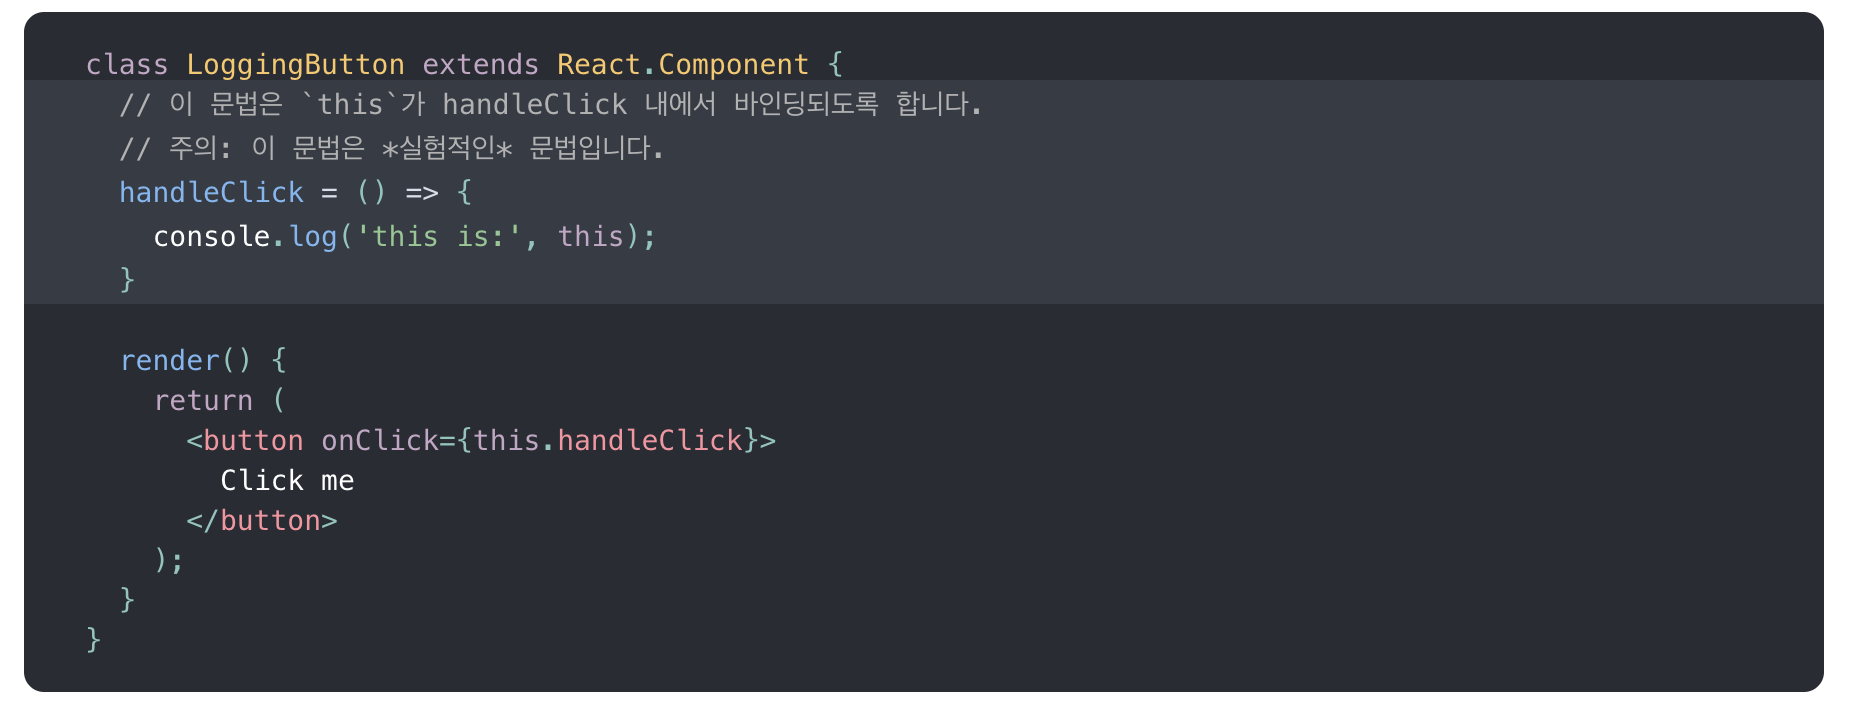 class LoggingButton extends React.Component {
  // 이 문법은 `this`가 handleClick 내에서 바인딩되도록 합니다.
  // 주의: 이 문법은 *실험적인* 문법입니다.
  handleClick = () => {
    console.log('this is:', this);
  }

  render() {
    return (
      <button onClick={this.handleClick}>
        Click me
      </button>
    );
  }
}